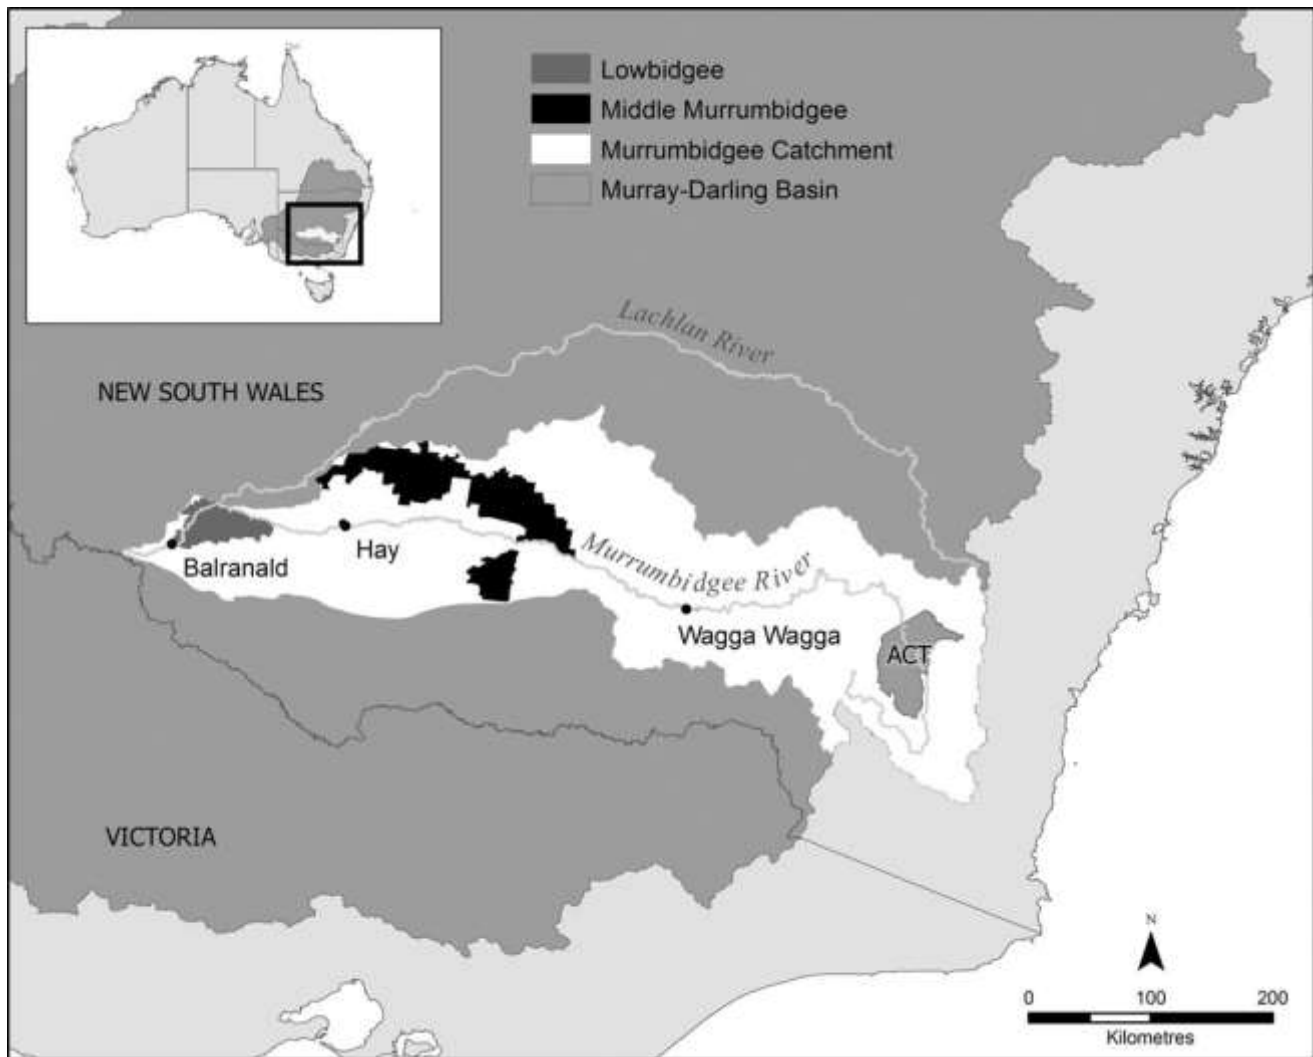 Lowbidgee
Middle Murrumbidgee
Murrumbidgee Catchment
Murray-Darling Basin
Lachlan River
NEW SOUTH WALES
Hay
Balranald
Murrumbidgee River
Wagga Wagga
ACT
VICTORIA
N
0 100 200
Kilometres